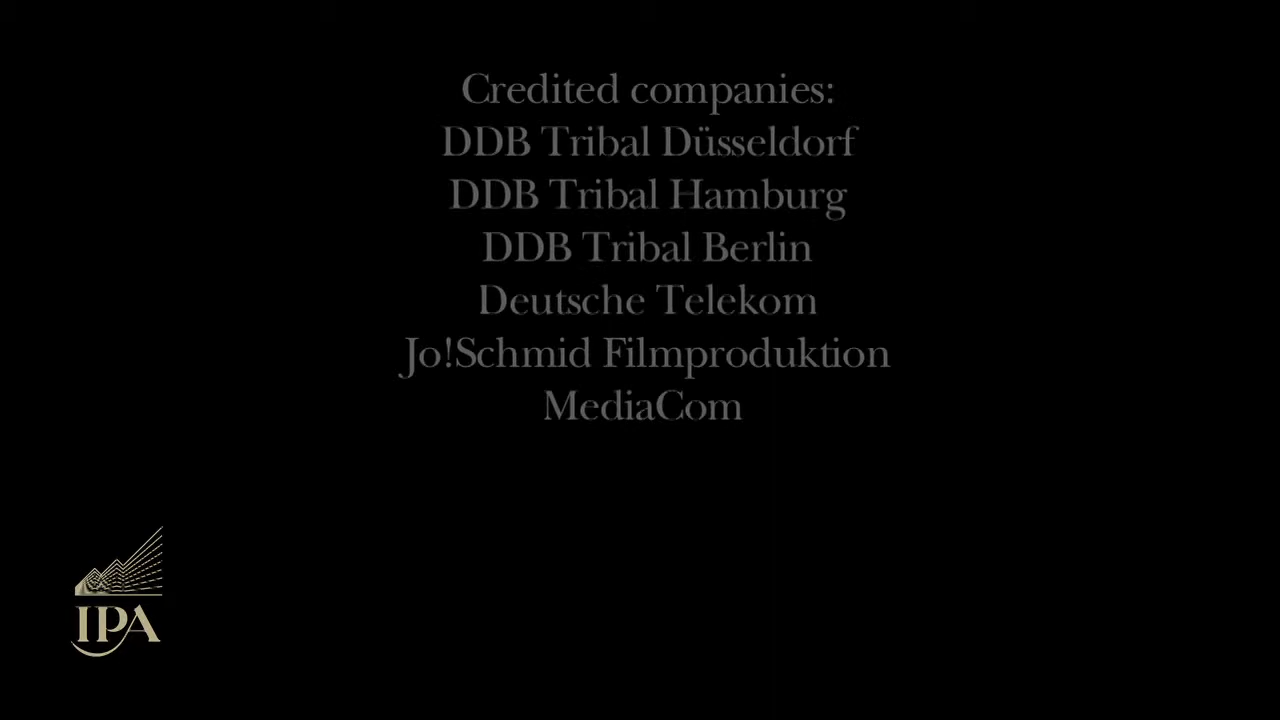 Credited companies:
DDB Tribal Düsseldorf
DDB Tribal Hamburg
DDB Tribal Berlin
Deutsche Telekom
Jo!Schmid Filmproduktion
MediaCom
IPA